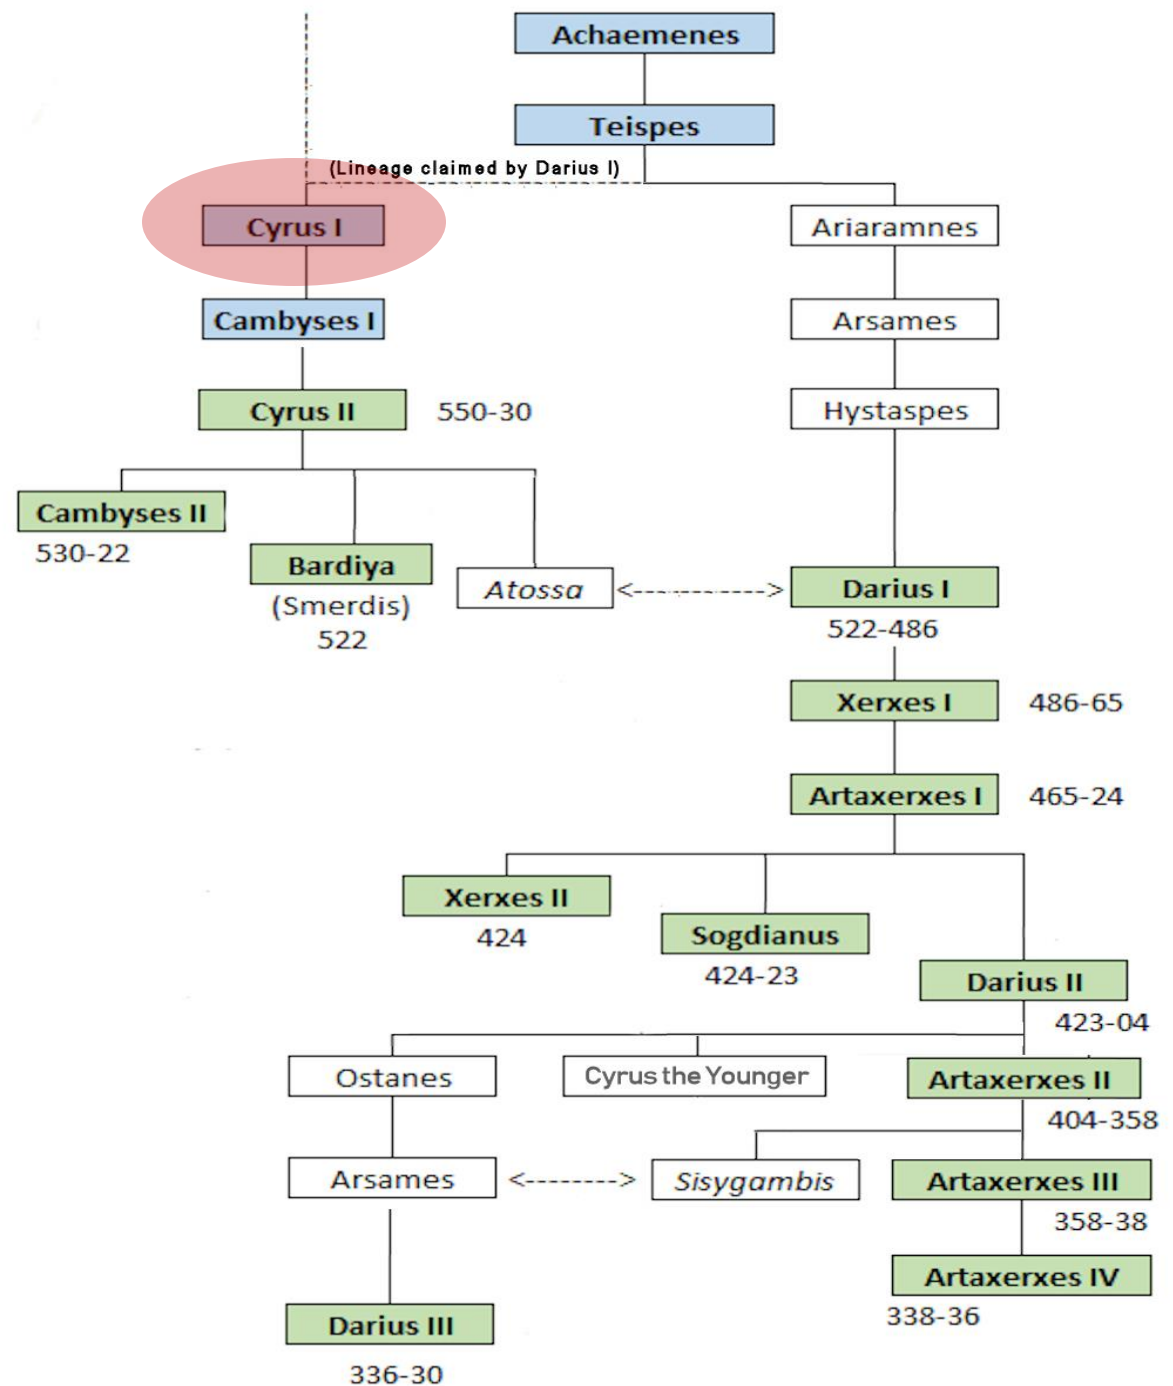 Achaemenes
Teispes
(Lineage claimed by Darius I)
Cyrus I
Ariaramnes
Cambyses I
Arsames
Cyrus II
550-30
Hystaspes
Cambyses II
530-22
Bardiya
(Smerdis)
522
Atossa
<-------->
Darius I
522-486
Xerxes I
486-65
Artaxerxes I
465-24
Xerxes II
424
Sogdianus
424-23
Darius II
423-04
Ostanes
Cyrus the Younger
Artaxerxes II
404-358
Arsames
<-------->
Sisygambis
Artaxerxes III
358-38
Artaxerxes IV
338-36
Darius III
336-30